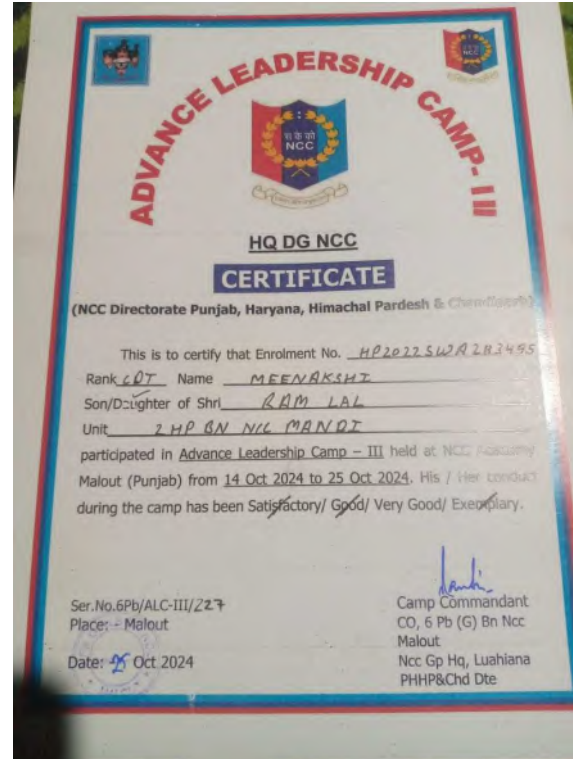 ADVANCE LEADERSHIP CAMP- III
NCC
HQ DG NCC
CERTIFICATE
(NCC Directorate Punjab, Haryana, Himachal Pardesh & Chandigarh)
This is to certify that Enrolment No. HP2022SWA2113495
Rank CDT Name MEENAKSHI
Son/Daughter of Shri RAM LAL
Unit 2 HP BN NCC MANDI
participated in Advance Leadership Camp – III held at NCC Academy
Malout (Punjab) from 14 Oct 2024 to 25 Oct 2024. His / Her conduct
during the camp has been Satisfactory/ Good/ Very Good/ Exemplary.
Ser.No.6Pb/ALC-III/227
Place: - Malout
Date: 25 Oct 2024
Camp Commandant
CO, 6 Pb (G) Bn Ncc
Malout
Ncc Gp Hq, Luahiana
PHHP&Chd Dte